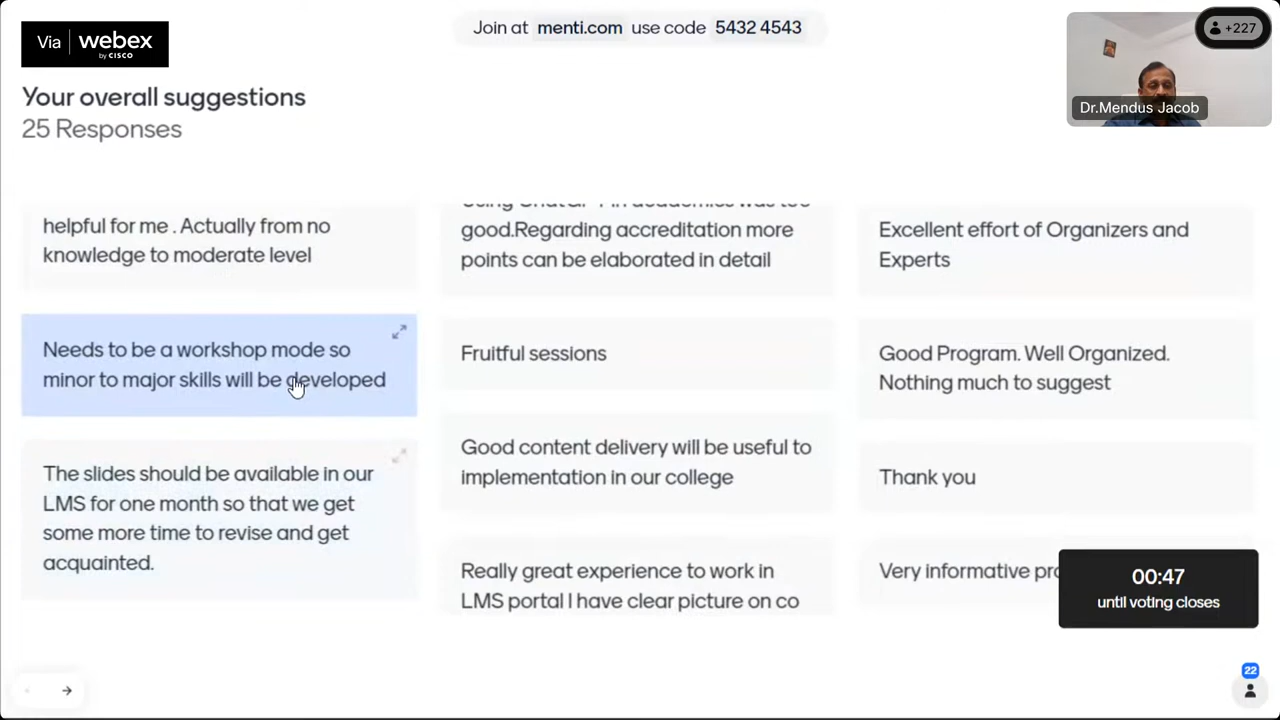 Via webex
by CISCO
Join at menti.com use code 5432 4543
+227
Dr.Mendus Jacob
Your overall suggestions
25 Responses
helpful for me . Actually from no
knowledge to moderate level
Needs to be a workshop mode so
minor to major skills will be developed
The slides should be available in our
LMS for one month so that we get
some more time to revise and get
acquainted.
good.Regarding accreditation more
points can be elaborated in detail
Fruitful sessions
Good content delivery will be useful to
implementation in our college
Really great experience to work in
LMS portal I have clear picture on co
Excellent effort of Organizers and
Experts
Good Program. Well Organized.
Nothing much to suggest
Thank you
Very informative
00:47
until voting closes
22